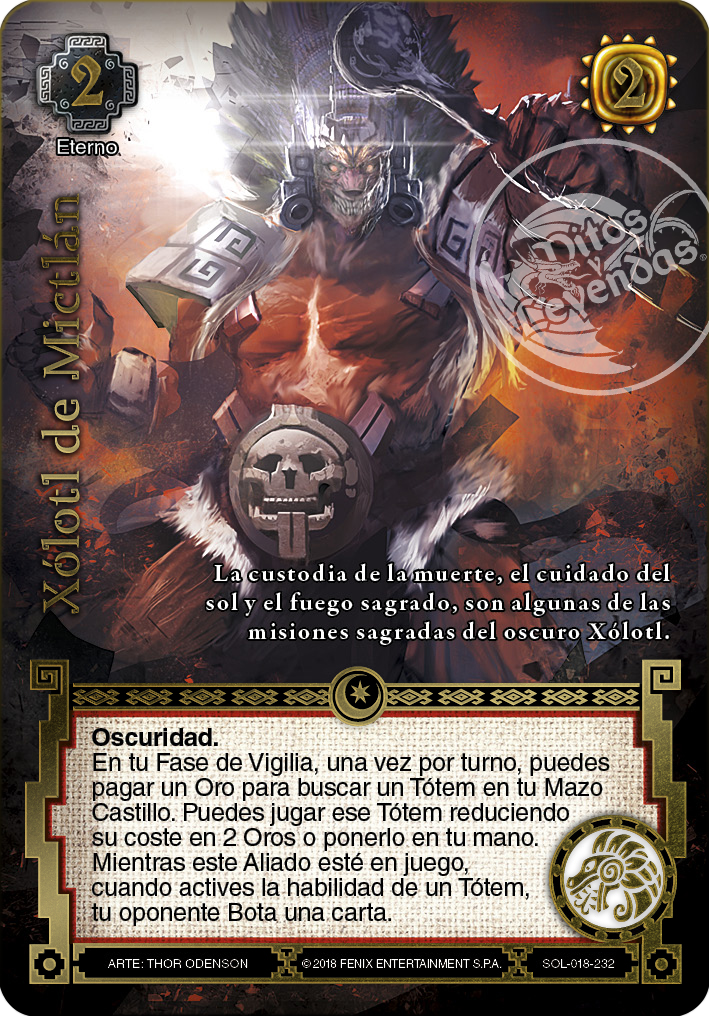 2
2
Eterno
Mitos
y
Leyendas®
Xólotl de Mictlán
La custodia de la muerte, el cuidado del
sol y el fuego sagrado, son algunas de las
misiones sagradas del oscuro Xólotl.
Oscuridad.
En tu Fase de Vigilia, una vez por turno, puedes
pagar un Oro para buscar un Tótem en tu Mazo
Castillo. Puedes jugar ese Tótem reduciendo
su coste en 2 Oros o ponerlo en tu mano.
Mientras este Aliado esté en juego,
cuando actives la habilidad de un Tótem,
tu oponente Bota una carta.
ARTE: THOR ODENSON
©2018 FENIX ENTERTAINMENT S.P.A.
SOL-018-232